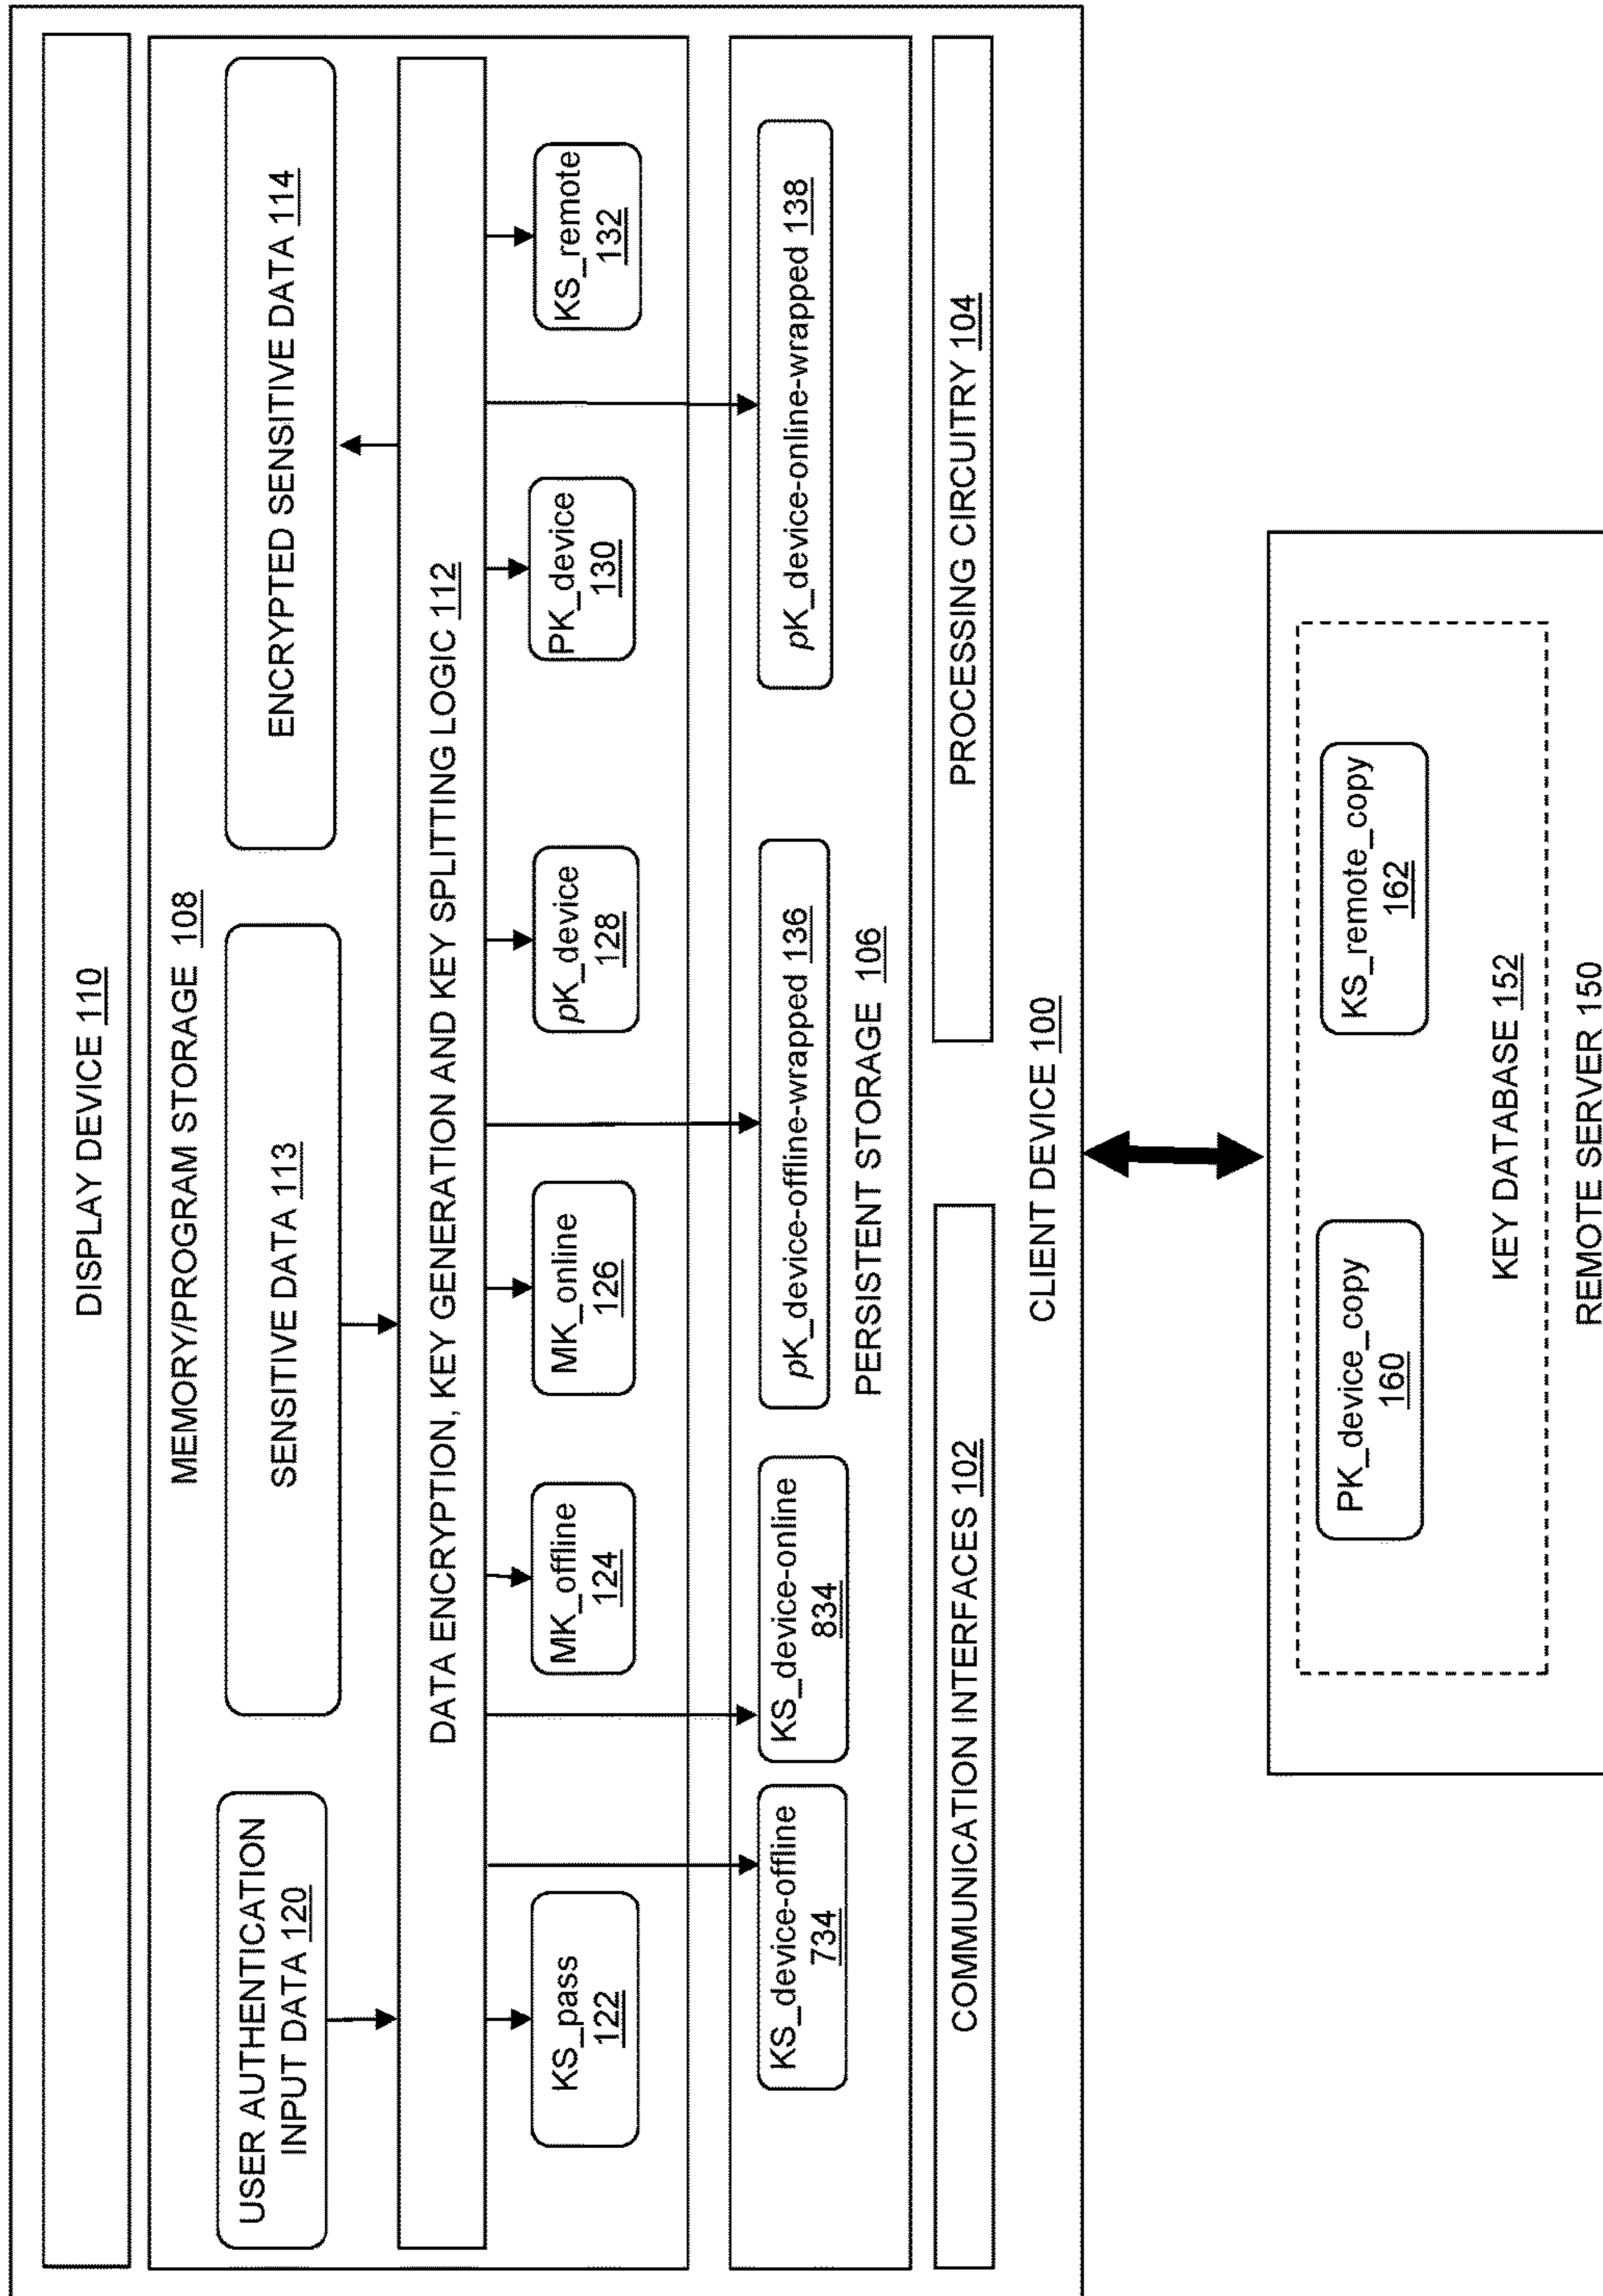 DISPLAY DEVICE 110
MEMORY/PROGRAM STORAGE 108
USER AUTHENTICATION
INPUT DATA 120
SENSITIVE DATA 113
ENCRYPTED SENSITIVE DATA 114
DATA ENCRYPTION, KEY GENERATION AND KEY SPLITTING LOGIC 112
KS_pass
122
MK_offline
124
MK_online
126
pK_device
128
PK_device
130
KS_remote
132
KS_device-offline
734
KS_device-online
834
pK_device-offline-wrapped 136
pK_device-online-wrapped 138
PERSISTENT STORAGE 106
COMMUNICATION INTERFACES 102
PROCESSING CIRCUITRY 104
CLIENT DEVICE 100
PK_device_copy
160
KS_remote_copy
162
KEY DATABASE 152
REMOTE SERVER 150